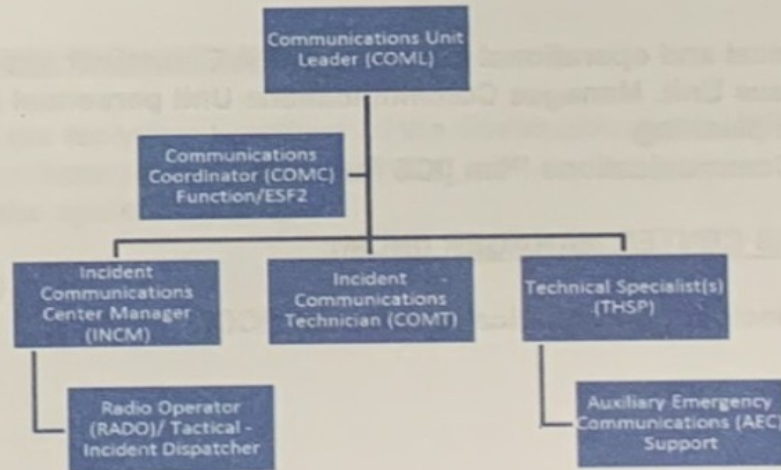 Communications Unit
Leader (COML)
Communications
Coordinator (COMC)
Function/ESF2
Incident
Communications
Center Manager
(INCM)
Incident
Communications
Technician (COMT)
Technical Specialist(s)
(THSP)
Radio Operator
(RADO)/ Tactical -
Incident Dispatcher
Auxiliary Emergency
Communications (AEC)
Support